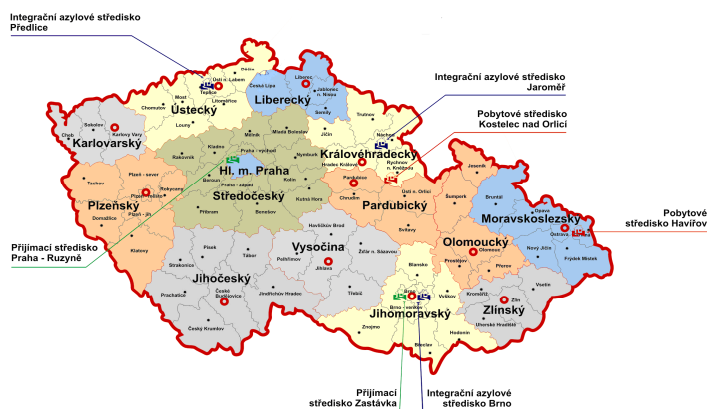 Integrační azylové středisko
Předlice
Integrační azylové středisko
Jaroměř
Pobytové středisko
Kostelec nad Orlicí
Pobytové
středisko Havířov
Přijímací středisko
Praha - Ruzyně
Přijímací
středisko Zastávka
Integrační azylové
středisko Brno
Děčín
Ústí n. Labem
Teplice
Most
Chomutov
Litoměřice
Ústecký
Louny
Česká Lípa
Liberec
Jablonec
n. Nisou
Liberecký
Semily
Sokolov
Cheb
Karlovy Vary
Karlovarský
Trutnov
Jičín
Náchod
Královéhradecký
Hradec Králové
Rychnov
n. Kněžnou
Mělník
Mladá Boleslav
Kladno
Rakovník
Praha - východ
Nymburk
Beroun
Hl. m. Praha
Kolín
Praha - západ
Středočeský
Kutná Hora
Příbram
Benešov
Plzeň - sever
Rokycany
Plzeňský
Domažlice
Plzeň - jih
Klatovy
Pardubice
Chrudim
Ústí n. Orlicí
Pardubický
Svitavy
Jeseník
Šumperk
Olomoucký
Olomouc
Prostějov
Přerov
Bruntál
Opava
Moravskoslezský
Ostrava
Nový Jičín
Frýdek Místek
Havlíčkův Brod
Vysočina
Žďár n. Sázavou
Pelhřimov
Jihlava
Třebíč
Písek
Tábor
Strakonice
Jihočeský
Prachatice
České
Budějovice
Jindřichův Hradec
Český Krumlov
Blansko
Brno
Brno - venkov
Vyškov
Jihomoravský
Znojmo
Hodonín
Břeclav
Kroměříž
Vsetín
Zlín
Zlínský
Uherské Hradiště